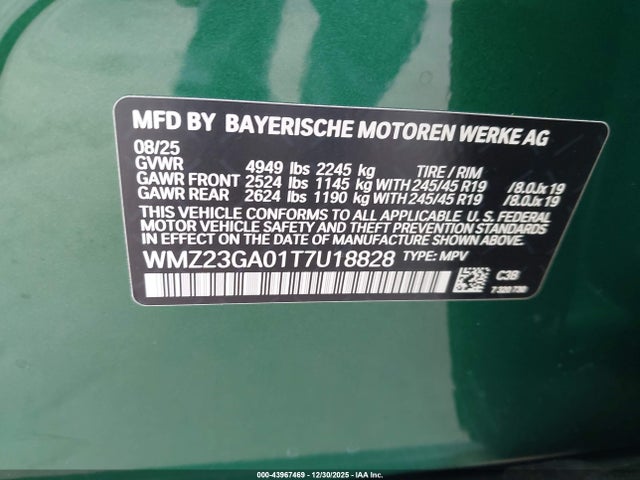 MFD BY BAYERISCHE MOTOREN WERKE AG
08/25
GVWR 4949 lbs 2245 kg TIRE / RIM
GAWR FRONT 2524 lbs 1145 kg WITH 245/45 R19 / 8.0Jx19
GAWR REAR 2624 lbs 1190 kg WITH 245/45 R19 / 8.0Jx19
THIS VEHICLE CONFORMS TO ALL APPLICABLE U. S. FEDERAL
MOTOR VEHICLE SAFETY AND THEFT PREVENTION STANDARDS
IN EFFECT ON THE DATE OF MANUFACTURE SHOWN ABOVE.
WMZ23GA01T7U18828 TYPE: MPV
C3B
7 320 730
000-43967469 - 12/30/2025 - IAA Inc.